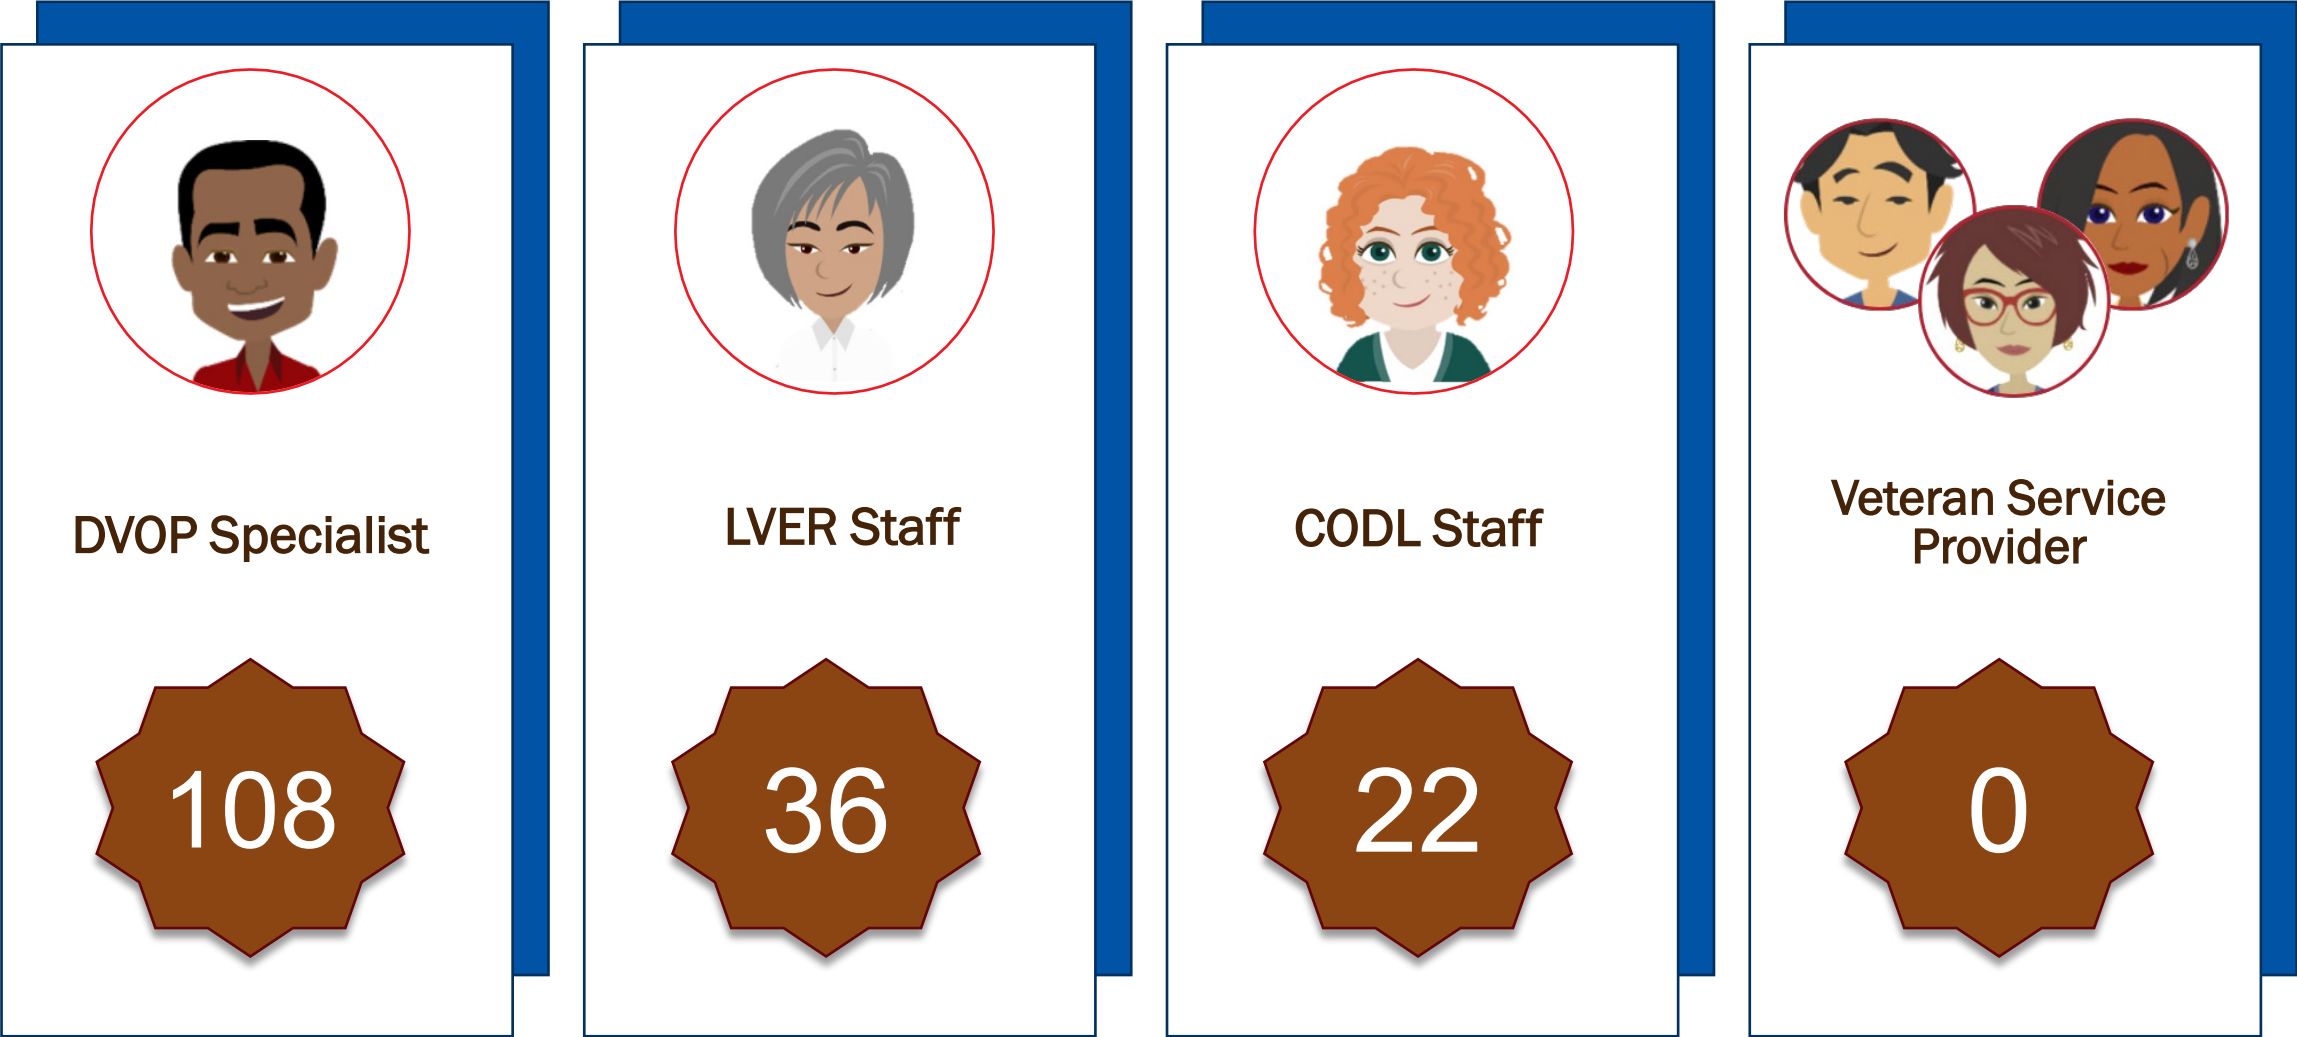 DVOP Specialist
108
LVER Staff
36
CODL Staff
22
Veteran Service
Provider
0